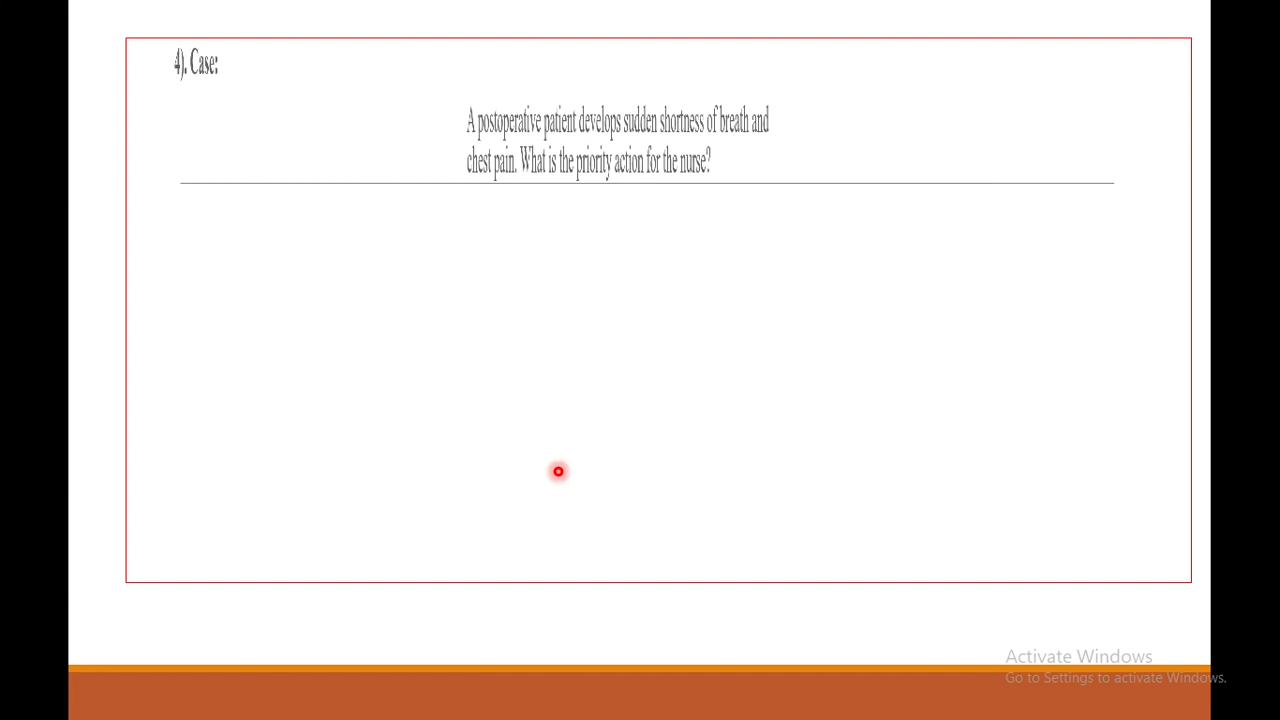 4). Case:
A postoperative patient develops sudden shortness of breath and
chest pain. What is the priority action for the nurse?
Activate Windows
Go to Settings to activate Windows.